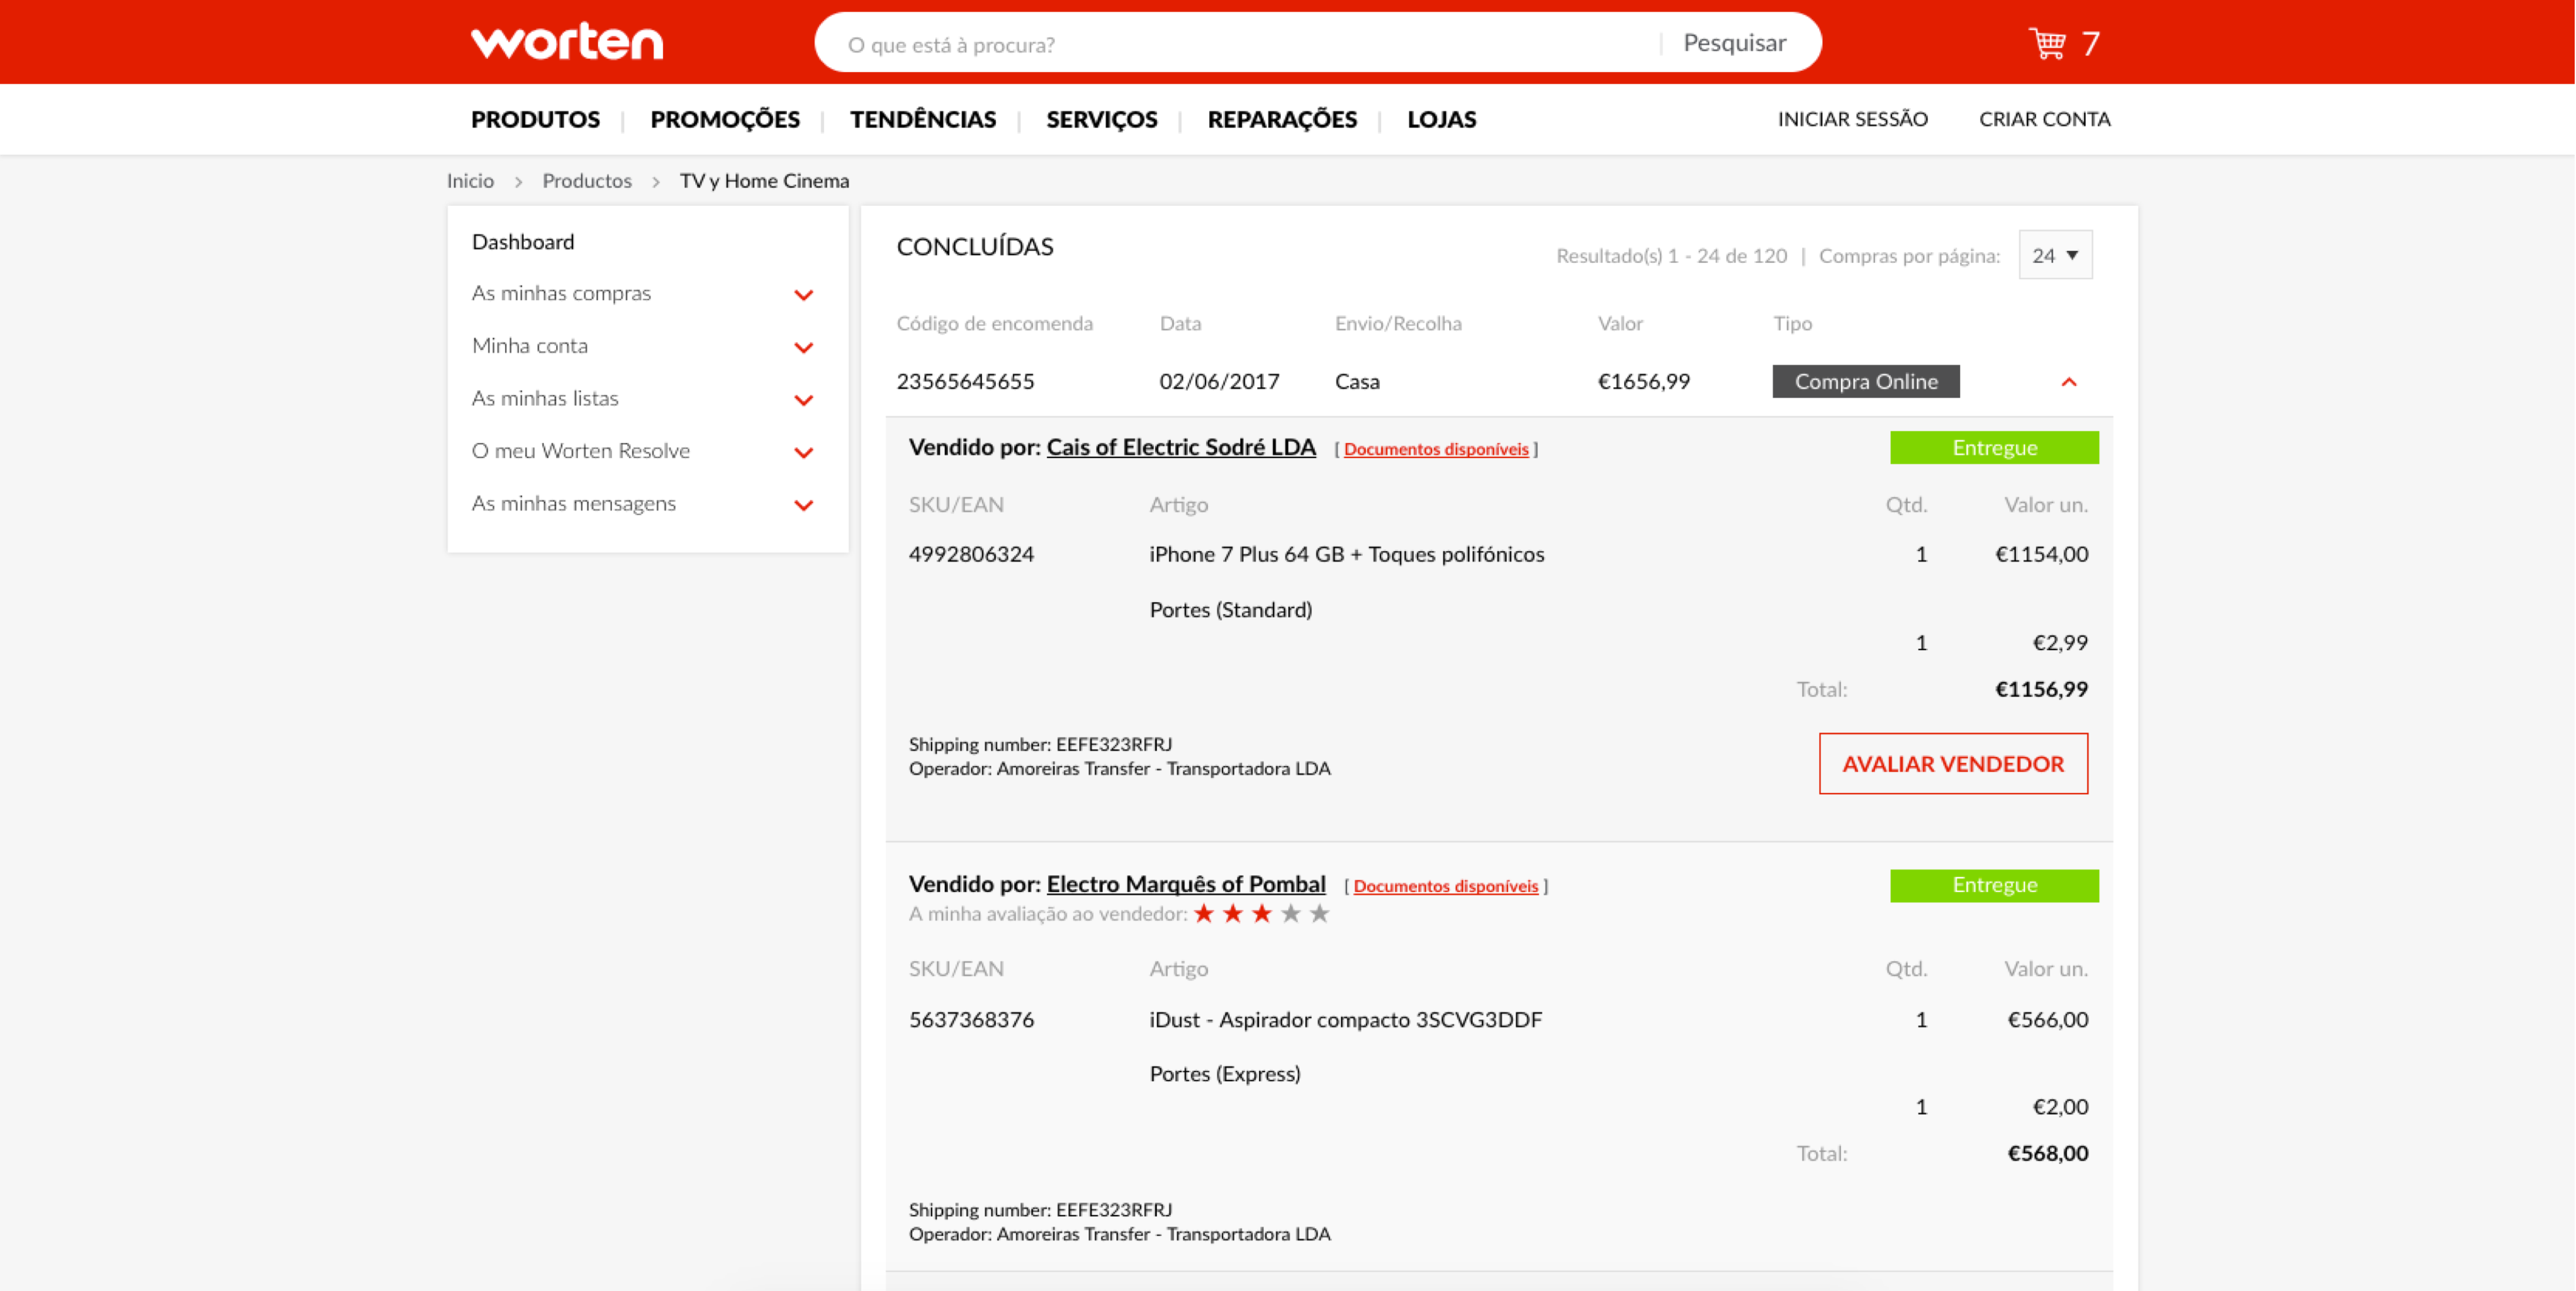 worten
O que está à procura?
Pesquisar
7
PRODUTOS | PROMOÇÕES | TENDÊNCIAS | SERVIÇOS | REPARAÇÕES | LOJAS
INICIAR SESSÃO CRIAR CONTA
Inicio > Productos > TV y Home Cinema
Dashboard
As minhas compras
Minha conta
As minhas listas
O meu Worten Resolve
As minhas mensagens
CONCLUÍDAS
Resultado(s) 1 - 24 de 120 | Compras por página: 24
Código de encomenda Data Envio/Recolha Valor Tipo
23565645655 02/06/2017 Casa €1656,99 Compra Online
Vendido por: Cais of Electric Sodré LDA [ Documentos disponíveis ] Entregue
SKU/EAN Artigo Qtd. Valor un.
4992806324 iPhone 7 Plus 64 GB + Toques polifónicos 1 €1154,00
Portes (Standard)
1 €2,99
Total: €1156,99
Shipping number: EEFE323RFRJ
Operador: Amoreiras Transfer - Transportadora LDA
AVALIAR VENDEDOR
Vendido por: Electro Marquês of Pombal [ Documentos disponíveis ] Entregue
A minha avaliação ao vendedor:
SKU/EAN Artigo Qtd. Valor un.
5637368376 iDust - Aspirador compacto 3SCVG3DDF 1 €566,00
Portes (Express)
1 €2,00
Total: €568,00
Shipping number: EEFE323RFRJ
Operador: Amoreiras Transfer - Transportadora LDA